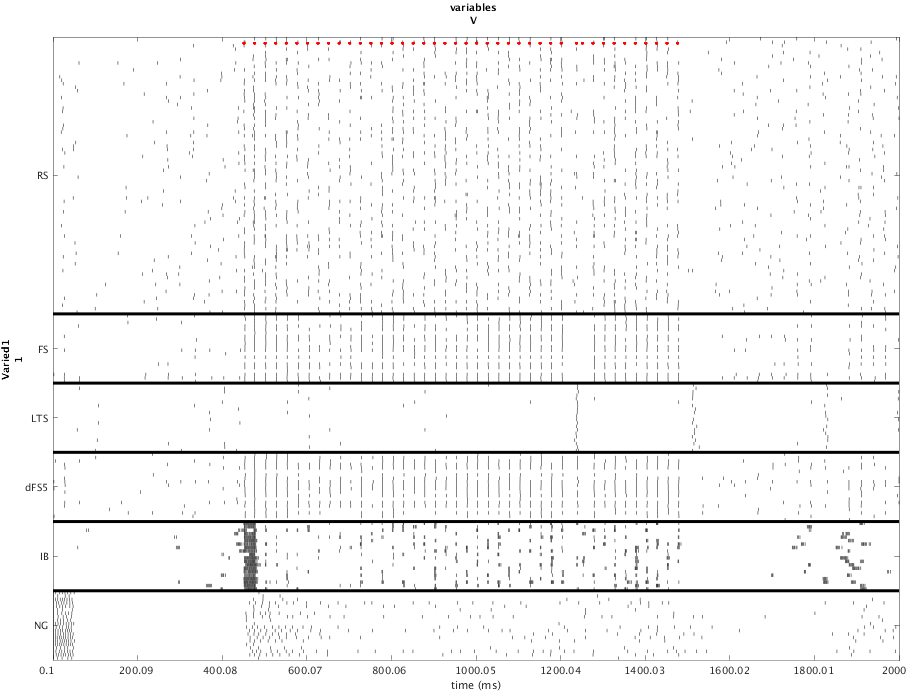 variables
V
RS
FS
LTS
dFS5
IB
NG
Varied1
1
0.1 200.09 400.08 600.07 800.06 1000.05 1200.04 1400.03 1600.02 1800.01 2000
time (ms)